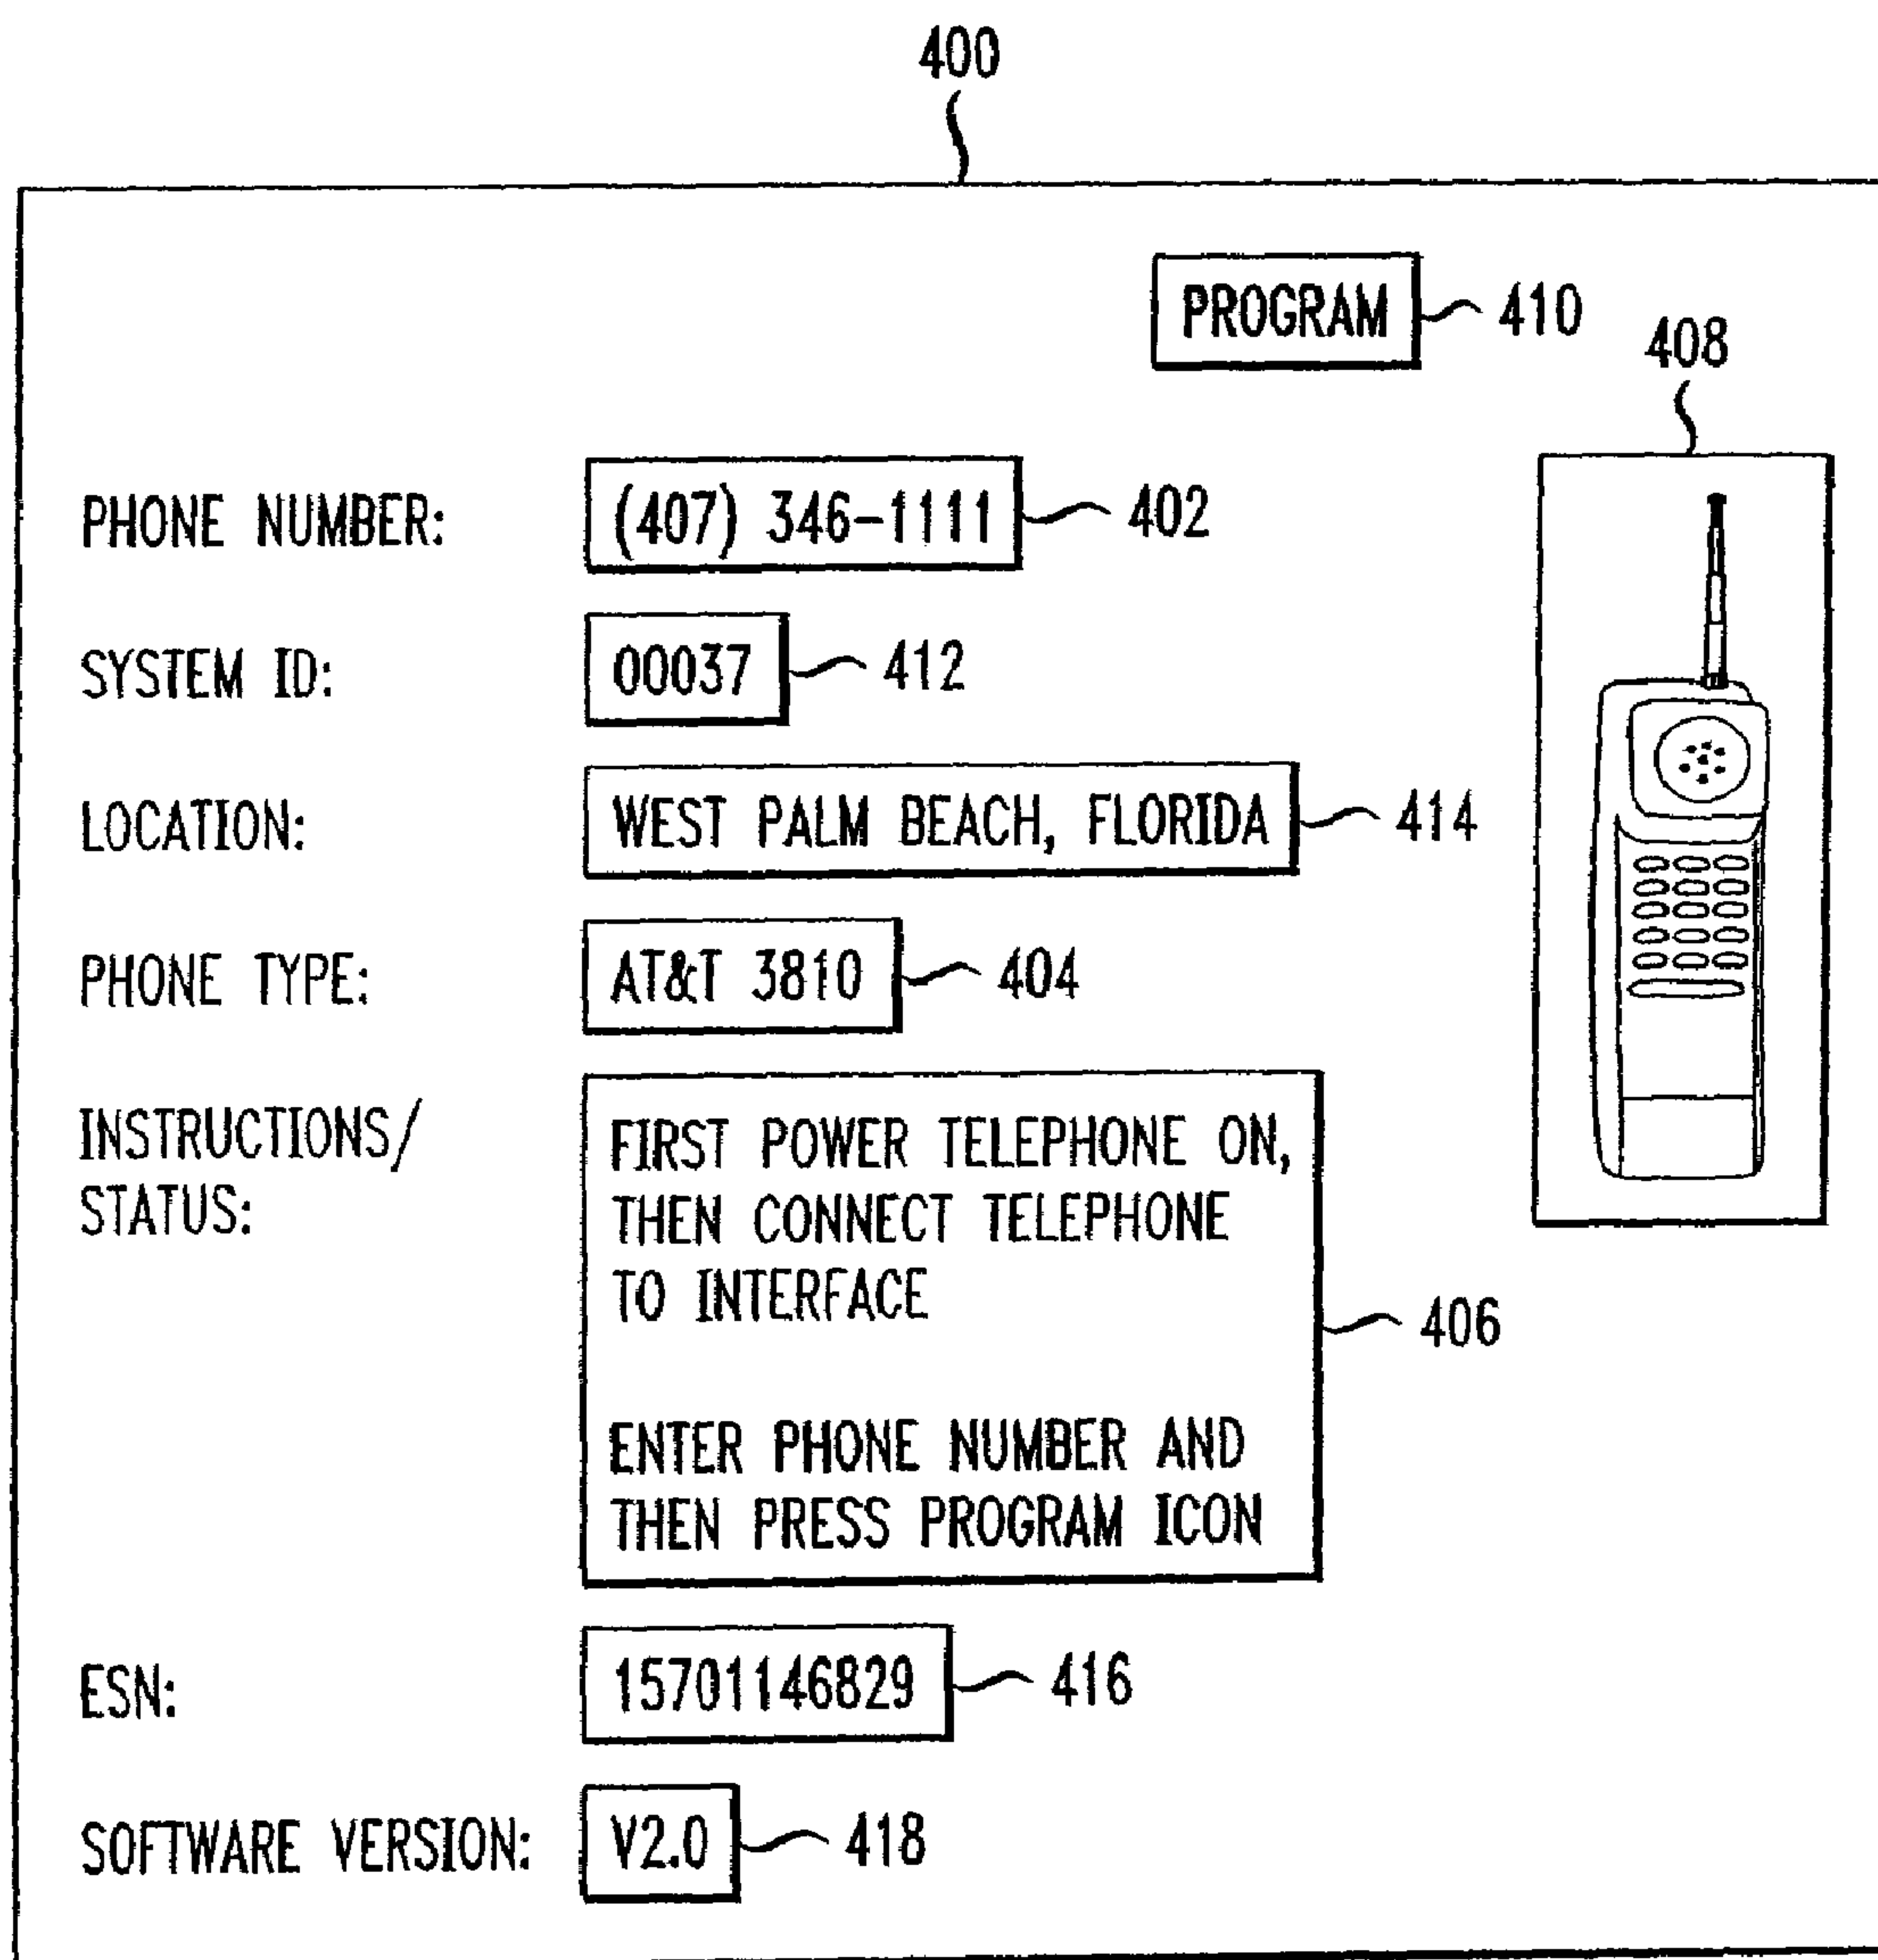 400
PROGRAM 410
408
PHONE NUMBER: (407) 346-1111 402
SYSTEM ID: 00037 412
LOCATION: WEST PALM BEACH, FLORIDA 414
PHONE TYPE: AT&T 3810 404
INSTRUCTIONS/
STATUS:
FIRST POWER TELEPHONE ON,
THEN CONNECT TELEPHONE
TO INTERFACE
406
ENTER PHONE NUMBER AND
THEN PRESS PROGRAM ICON
ESN: 15701146829 416
SOFTWARE VERSION: V2.0 418